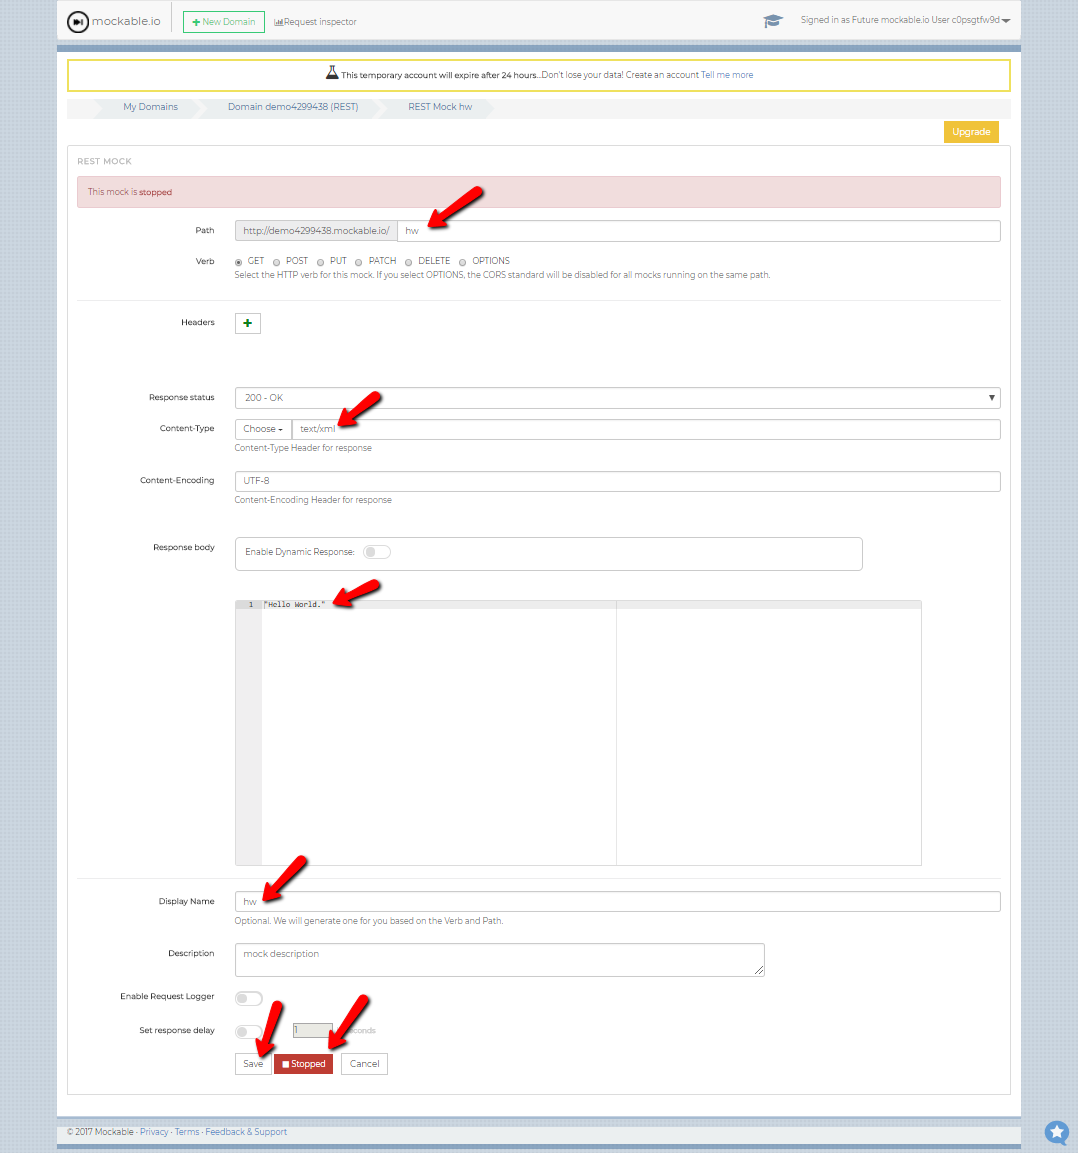 mockable.io
New Domain
Request inspector
Signed in as Future mockable.io User c0psgtfw9d
This temporary account will expire after 24 hours...Don't lose your data! Create an account Tell me more
My Domains
Domain demo4299438 (REST)
REST Mock hw
Upgrade
REST MOCK
This mock is stopped
Path
http://demo4299438.mockable.io/
hw
Verb
GET POST PUT PATCH DELETE OPTIONS
Select the HTTP verb for this mock. If you select OPTIONS, the CORS standard will be disabled for all mocks running on the same path.
Headers
Response status
200 - OK
Content-Type
Choose
text/xml
Content-Type Header for response
Content-Encoding
UTF-8
Content-Encoding Header for response
Response body
Enable Dynamic Response:
1 "Hello World."
Display Name
hw
Optional. We will generate one for you based on the Verb and Path.
Description
mock description
Enable Request Logger
Set response delay
1
Save
Stopped
Cancel
© 2017 Mockable · Privacy · Terms · Feedback & Support